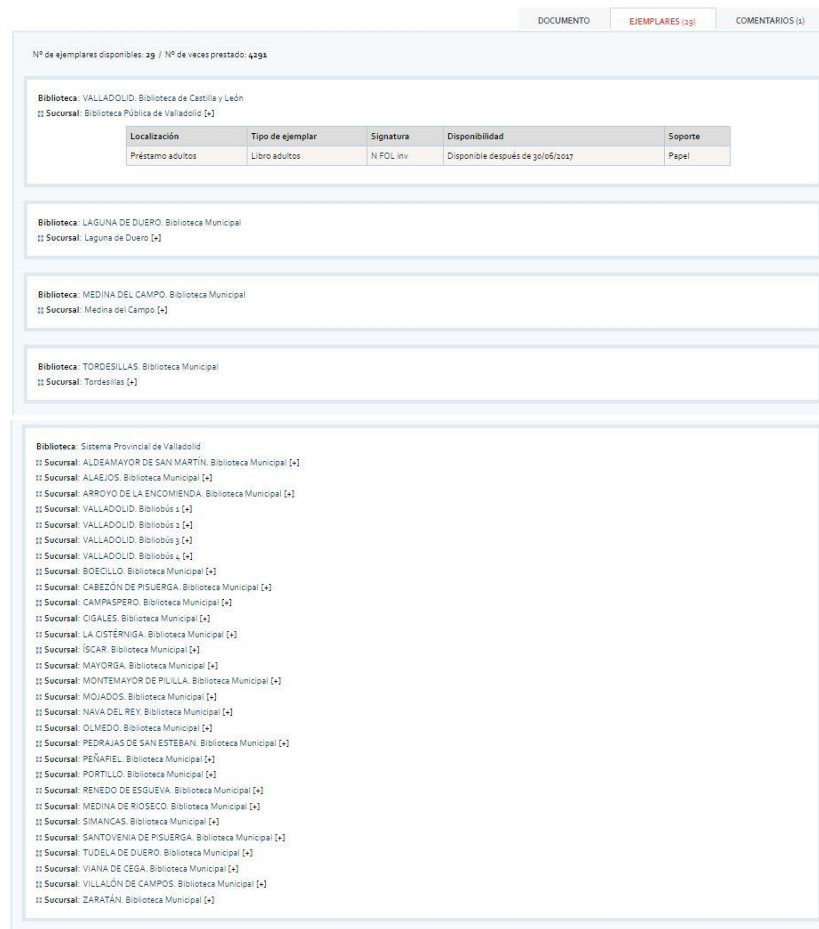 DOCUMENTO EJEMPLARES (29) COMENTARIOS (1)
Nº de ejemplares disponibles: 29 / Nº de veces prestado: 4291
Biblioteca: VALLADOLID. Biblioteca de Castilla y León
Sucursal: Biblioteca Pública de Valladolid [+]
Localización Tipo de ejemplar Signatura Disponibilidad Soporte
Préstamo adultos Libro adultos N FOL inv Disponible después de 30/06/2017 Papel
Biblioteca: LAGUNA DE DUERO. Biblioteca Municipal
Sucursal: Laguna de Duero [+]
Biblioteca: MEDINA DEL CAMPO. Biblioteca Municipal
Sucursal: Medina del Campo [+]
Biblioteca: TORDESILLAS. Biblioteca Municipal
Sucursal: Tordesillas [+]
Biblioteca: Sistema Provincial de Valladolid
Sucursal: ALDEAMAYOR DE SAN MARTÍN. Biblioteca Municipal [+]
Sucursal: ALAEJOS. Biblioteca Municipal [+]
Sucursal: ARROYO DE LA ENCOMIENDA. Biblioteca Municipal [+]
Sucursal: VALLADOLID. Bibliobús 1 [+]
Sucursal: VALLADOLID. Bibliobús 2 [+]
Sucursal: VALLADOLID. Bibliobús 3 [+]
Sucursal: VALLADOLID. Bibliobús 4 [+]
Sucursal: BOECILLO. Biblioteca Municipal [+]
Sucursal: CABEZÓN DE PISUERGA. Biblioteca Municipal [+]
Sucursal: CAMPASPERO. Biblioteca Municipal [+]
Sucursal: CIGALES. Biblioteca Municipal [+]
Sucursal: LA CISTÉRNIGA. Biblioteca Municipal [+]
Sucursal: ÍSCAR. Biblioteca Municipal [+]
Sucursal: MAYORGA. Biblioteca Municipal [+]
Sucursal: MONTEMAYOR DE PILILLA. Biblioteca Municipal [+]
Sucursal: MOJADOS. Biblioteca Municipal [+]
Sucursal: NAVA DEL REY. Biblioteca Municipal [+]
Sucursal: OLMEDO. Biblioteca Municipal [+]
Sucursal: PEDRAJAS DE SAN ESTEBAN. Biblioteca Municipal [+]
Sucursal: PEÑAFIEL. Biblioteca Municipal [+]
Sucursal: PORTILLO. Biblioteca Municipal [+]
Sucursal: RENEDO DE ESGUEVA. Biblioteca Municipal [+]
Sucursal: MEDINA DE RIOSECO. Biblioteca Municipal [+]
Sucursal: SIMANCAS. Biblioteca Municipal [+]
Sucursal: SANTOVENIA DE PISUERGA. Biblioteca Municipal [+]
Sucursal: TUDELA DE DUERO. Biblioteca Municipal [+]
Sucursal: VIANA DE CEGA. Biblioteca Municipal [+]
Sucursal: VILLALÓN DE CAMPOS. Biblioteca Municipal [+]
Sucursal: ZARATÁN. Biblioteca Municipal [+]